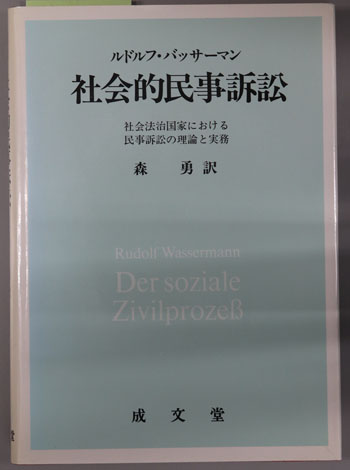 ルドルフ・バッサーマン
社会的民事訴訟
社会法治国家における
民事訴訟の理論と実務
森 勇 訳
Rudolf Wassermann
Der soziale
Zivilprozeß
成文堂
堂